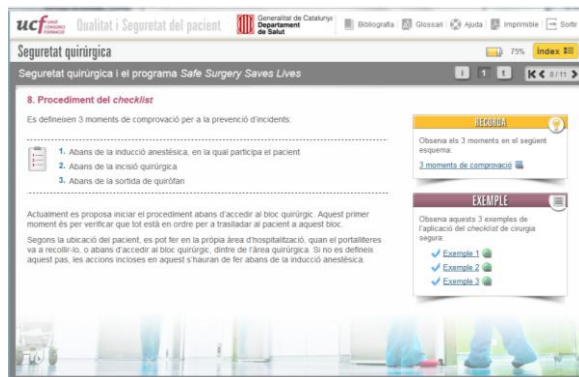 ucf UNIÓ CONSORCI FORMACIÓ
Qualitat i Seguretat del pacient
Generalitat de Catalunya
Departament
de Salut
Bibliografia
Glossari
Ajuda
Imprimible
Sortir
Seguretat quirúrgica
75%
Índex
Seguretat quirúrgica i el programa Safe Surgery Saves Lives
i 1 t
8 / 11
8. Procediment del checklist
Es defineixen 3 moments de comprovació per a la prevenció d'incidents:
1. Abans de la inducció anestèsica, en la qual participa el pacient
2. Abans de la incisió quirúrgica
3. Abans de la sortida de quiròfan
Actualment es proposa iniciar el procediment abans d'accedir al bloc quirúrgic. Aquest primer
moment és per verificar que tot està en ordre per a traslladar al pacient a aquest bloc.
Segons la ubicació del pacient, es pot fer en la pròpia àrea d'hospitalització, quan el portalliteres
va a recollir-lo, o abans d'accedir al bloc quirúrgic, dintre de l'àrea quirúrgica. Si no es defineix
aquest pas, les accions incloses en aquest s'hauran de fer abans de la inducció anestèsica.
RECORDA
Observa els 3 moments en el següent
esquema:
3 moments de comprovació
EXEMPLE
Observa aquests 3 exemples de
l'aplicació del checklist de cirurgia
segura:
Exemple 1
Exemple 2
Exemple 3